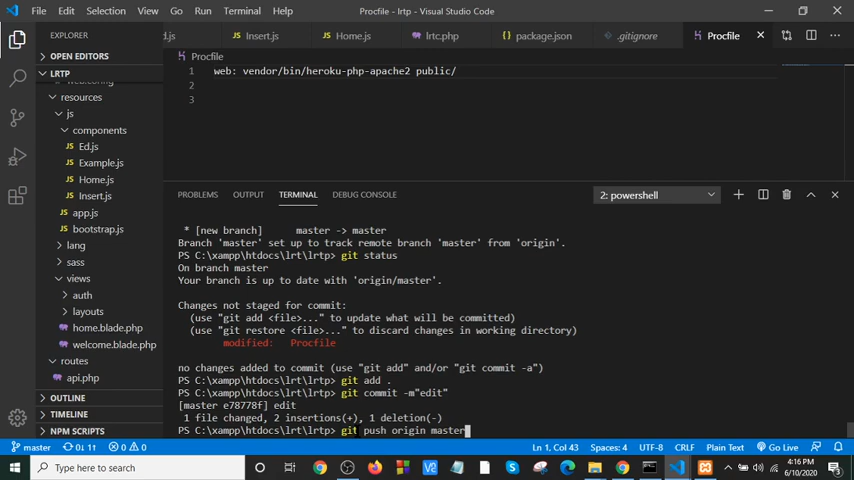 File Edit Selection View Go Run Terminal Help Procfile - lrtp - Visual Studio Code
EXPLORER
d.js Insert.js Home.js lrtc.php package.json .gitignore Procfile
OPEN EDITORS
LRTP
resources
js
components
Ed.js
Example.js
Home.js
Insert.js
app.js
bootstrap.js
lang
sass
views
auth
layouts
home.blade.php
welcome.blade.php
routes
api.php
OUTLINE
TIMELINE
NPM SCRIPTS
Procfile
1 web: vendor/bin/heroku-php-apache2 public/
2
3
PROBLEMS OUTPUT TERMINAL DEBUG CONSOLE 2: powershell
* [new branch] master -> master
Branch 'master' set up to track remote branch 'master' from 'origin'.
PS C:\xampp\htdocs\lrt\lrtp> git status
On branch master
Your branch is up to date with 'origin/master'.
Changes not staged for commit:
(use "git add <file>..." to update what will be committed)
(use "git restore <file>..." to discard changes in working directory)
modified: Procfile
no changes added to commit (use "git add" and/or "git commit -a")
PS C:\xampp\htdocs\lrt\lrtp> git add .
PS C:\xampp\htdocs\lrt\lrtp> git commit -m"edit"
[master e78778f] edit
1 file changed, 2 insertions(+), 1 deletion(-)
PS C:\xampp\htdocs\lrt\lrtp> git push origin master
master 0↓ 1↑ 0 0 Ln 1, Col 43 Spaces: 4 UTF-8 CRLF Plain Text Go Live
Type here to search
4:16 PM
6/10/2020